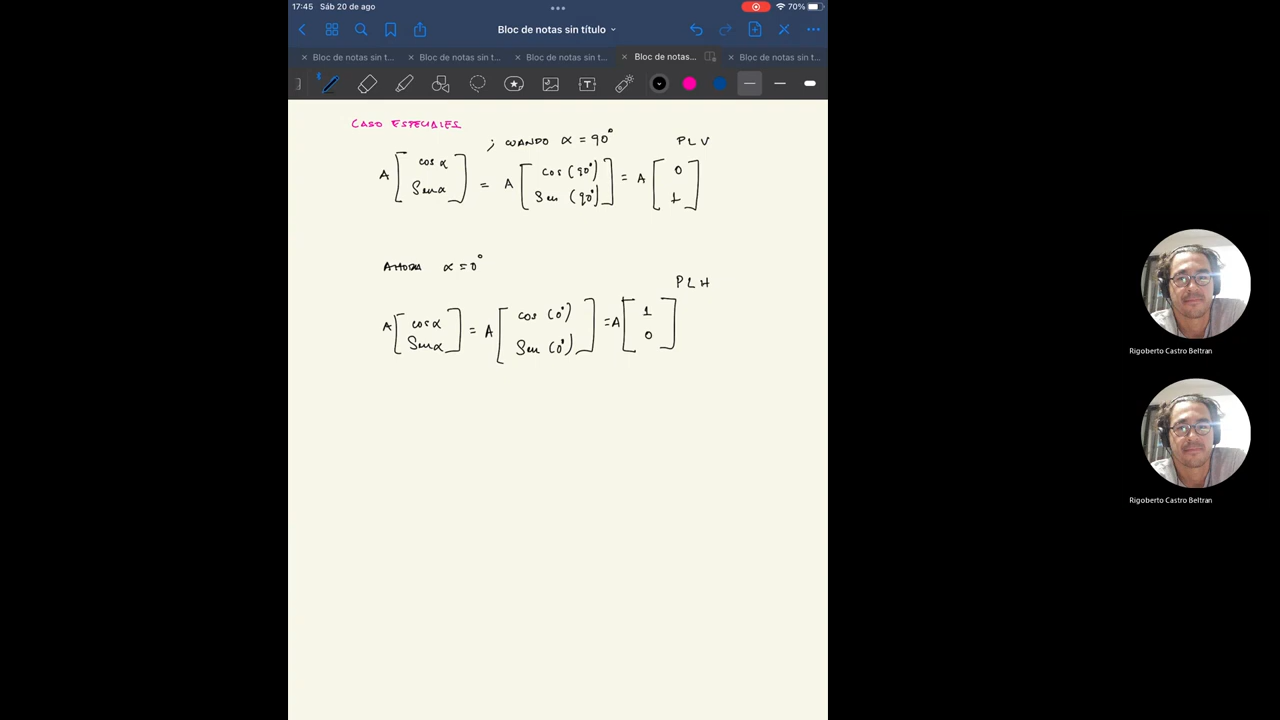 17:45 Sáb 20 de ago
70%
Bloc de notas sin título
Bloc de notas sin t...
Bloc de notas sin t...
Bloc de notas sin t...
Bloc de notas...
Bloc de notas sin t...
CASO ESPECIALES
; CUANDO α = 90° PLV
A [cos α
Sen α] = A [cos (90°)
Sen (90°)] = A [0
1]
AHORA α = 0°
PLH
A [cos α
Sen α] = A [cos (0°)
Sen (0°)] = A [1
0]
Rigoberto Castro Beltran
Rigoberto Castro Beltran